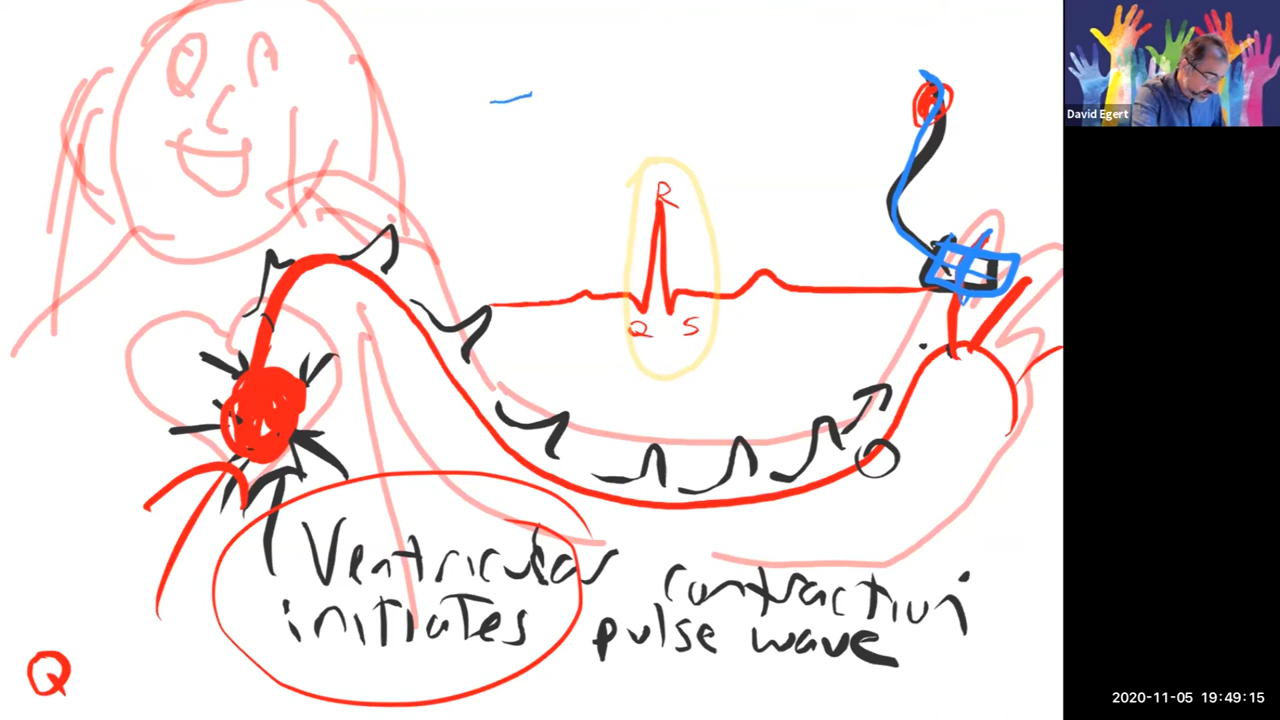 David Egert
R
Q S
Ventricular contraction
initiates pulse wave
Q
2020-11-05 19:49:15